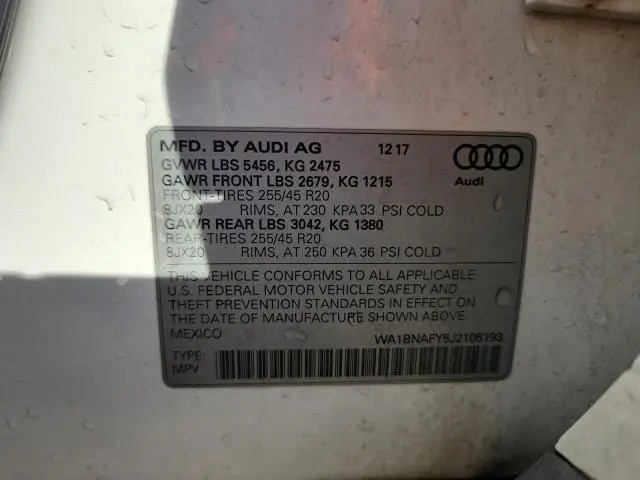 MFD. BY AUDI AG 12 17
GVWR LBS 5456, KG 2475
GAWR FRONT LBS 2679, KG 1215
FRONT-TIRES 255/45 R20
8JX20 RIMS, AT 230 KPA 33 PSI COLD
GAWR REAR LBS 3042, KG 1380
REAR-TIRES 255/45 R20
8JX20 RIMS, AT 250 KPA 36 PSI COLD
Audi
THIS VEHICLE CONFORMS TO ALL APPLICABLE
U.S. FEDERAL MOTOR VEHICLE SAFETY AND
THEFT PREVENTION STANDARDS IN EFFECT ON
THE DATE OF MANUFACTURE SHOWN ABOVE.
MEXICO WA1BNAFY5J2105193
TYPE:
MPV